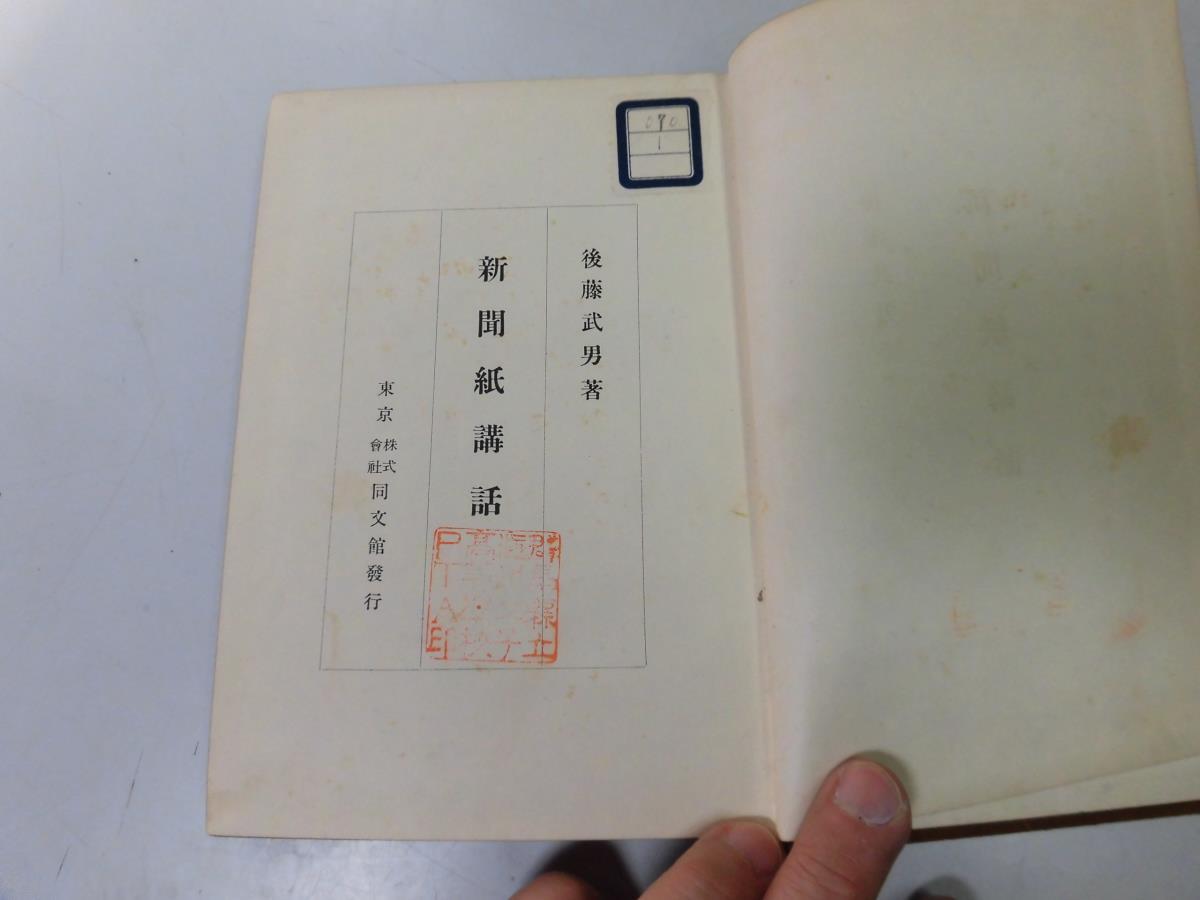 後藤武男著
新聞紙講話
東京 株式會社 同文館發行
070
1